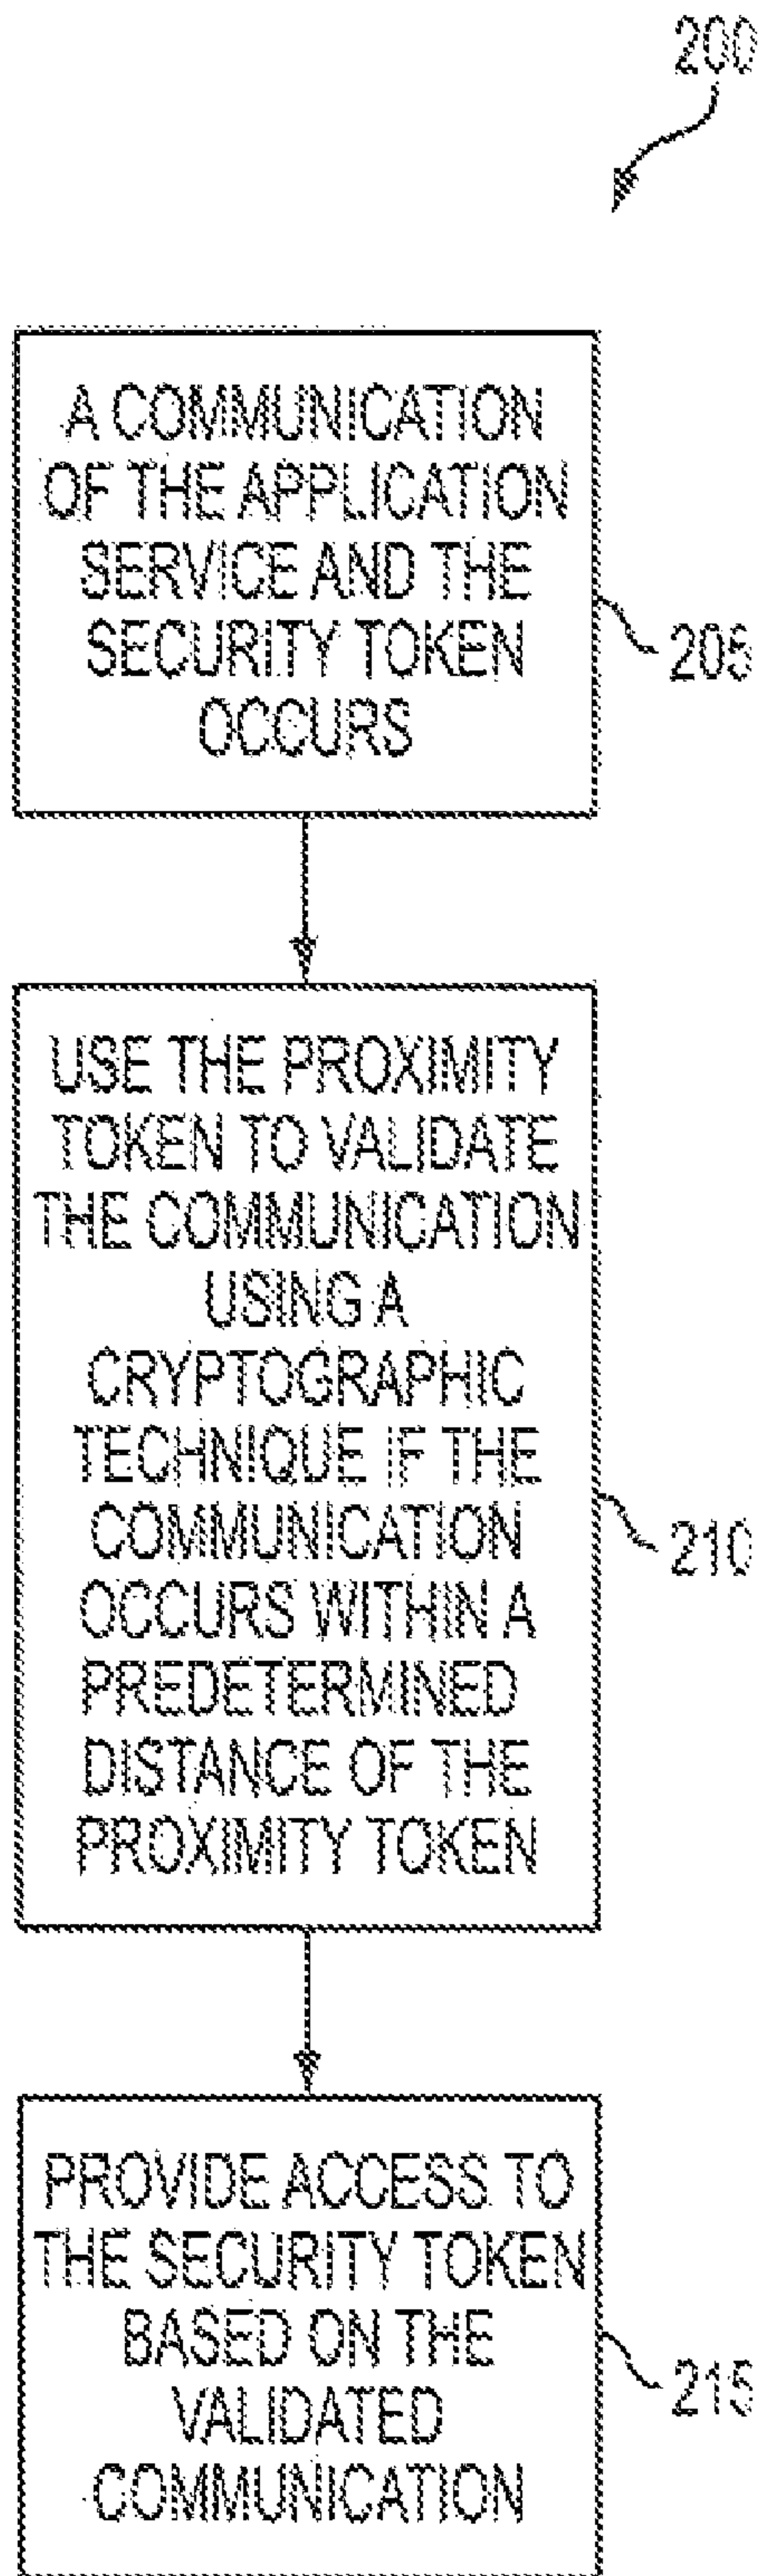 200
A COMMUNICATION
OF THE APPLICATION
SERVICE AND THE
SECURITY TOKEN
OCCURS
205
USE THE PROXIMITY
TOKEN TO VALIDATE
THE COMMUNICATION
USING A
CRYPTOGRAPHIC
TECHNIQUE IF THE
COMMUNICATION
OCCURS WITHIN A
PREDETERMINED
DISTANCE OF THE
PROXIMITY TOKEN
210
PROVIDE ACCESS TO
THE SECURITY TOKEN
BASED ON THE
VALIDATED
COMMUNICATION
215